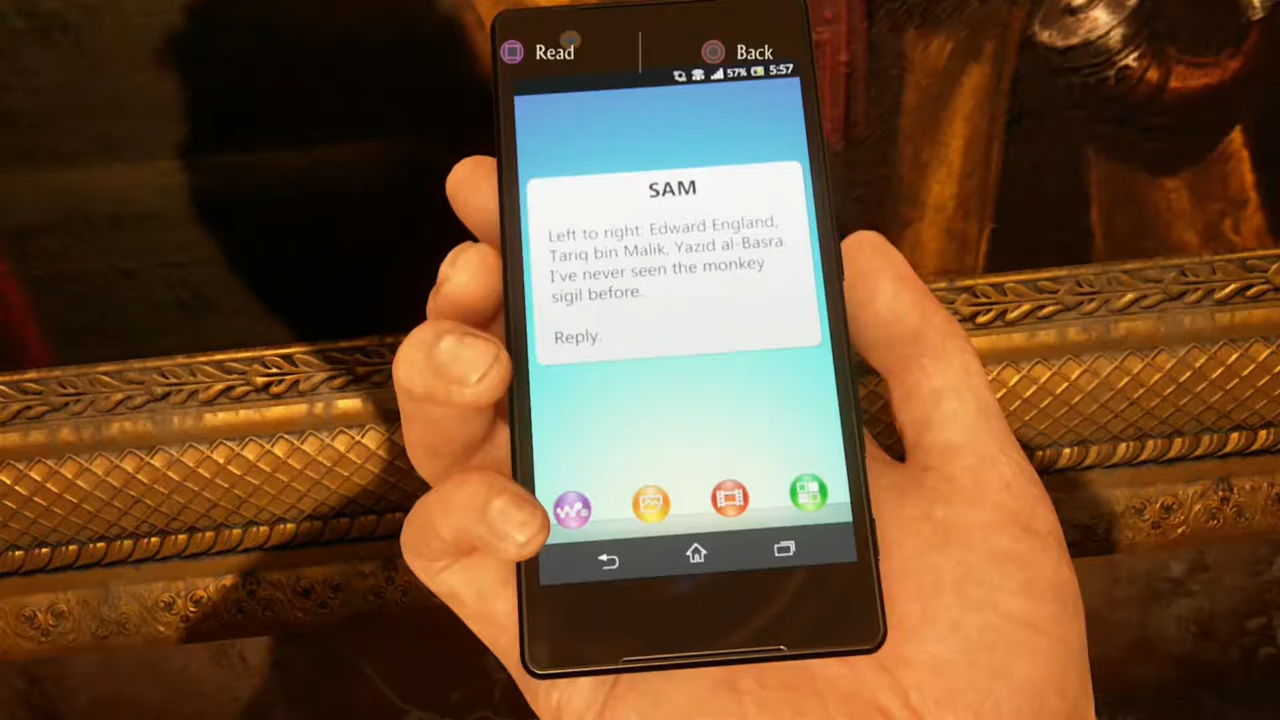 Read
Back
57% 5:57
SAM
Left to right: Edward England,
Tariq bin Malik, Yazid al-Basra.
I've never seen the monkey
sigil before.
Reply.